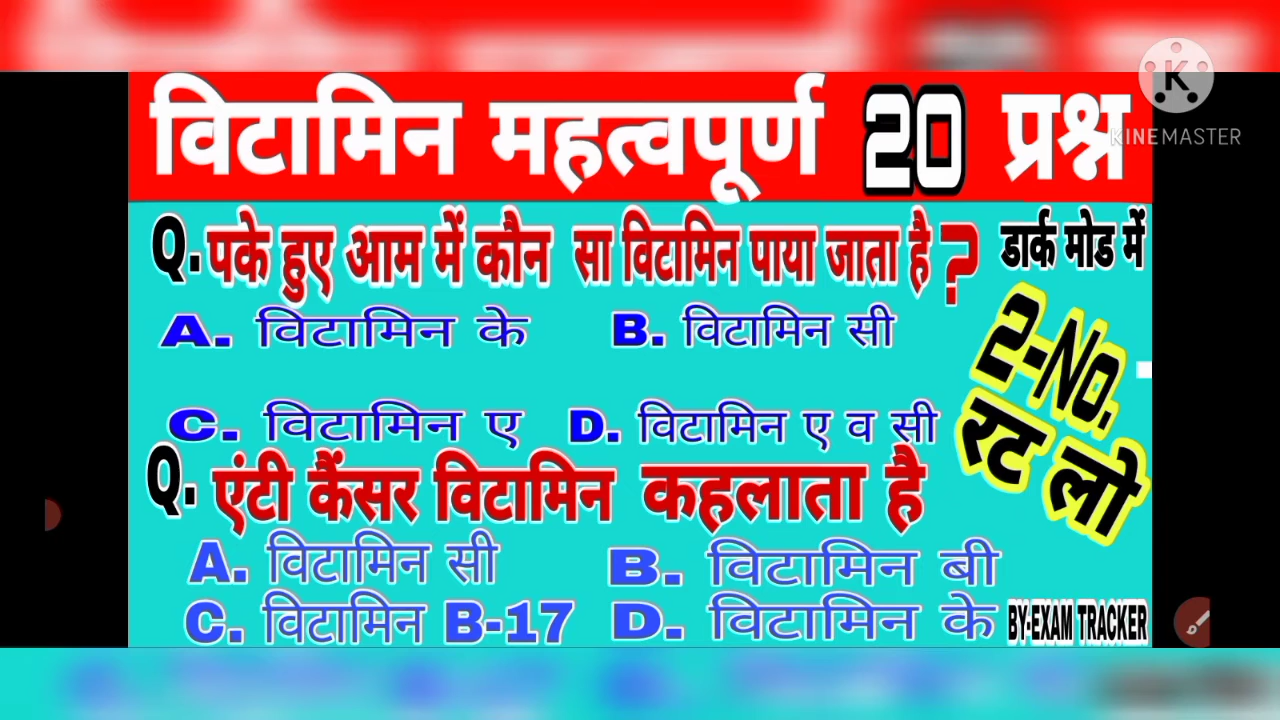 विटामिन महत्वपूर्ण 20 प्रश्न
K
KINEMASTER
Q. पके हुए आम में कौन सा विटामिन पाया जाता है ?
डार्क मोड में
A. विटामिन के B. विटामिन सी
C. विटामिन ए D. विटामिन ए व सी
2-No.
रट लो
Q. एंटी कैंसर विटामिन कहलाता है
A. विटामिन सी B. विटामिन बी
C. विटामिन B-17 D. विटामिन के
BY-EXAM TRACKER